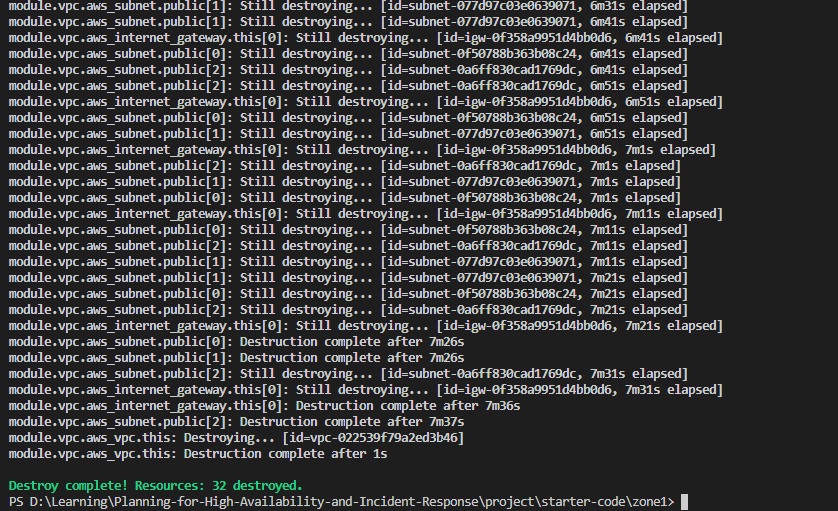 module.vpc.aws_subnet.public[1]: Still destroying... [id=subnet-077d97c03e0639071, 6m31s elapsed]
module.vpc.aws_subnet.public[1]: Still destroying... [id=subnet-077d97c03e0639071, 6m41s elapsed]
module.vpc.aws_internet_gateway.this[0]: Still destroying... [id=igw-0f358a9951d4bb0d6, 6m41s elapsed]
module.vpc.aws_subnet.public[0]: Still destroying... [id=subnet-0f50788b363b08c24, 6m41s elapsed]
module.vpc.aws_subnet.public[2]: Still destroying... [id=subnet-0a6ff830cad1769dc, 6m41s elapsed]
module.vpc.aws_subnet.public[2]: Still destroying... [id=subnet-0a6ff830cad1769dc, 6m51s elapsed]
module.vpc.aws_internet_gateway.this[0]: Still destroying... [id=igw-0f358a9951d4bb0d6, 6m51s elapsed]
module.vpc.aws_subnet.public[0]: Still destroying... [id=subnet-0f50788b363b08c24, 6m51s elapsed]
module.vpc.aws_subnet.public[1]: Still destroying... [id=subnet-077d97c03e0639071, 6m51s elapsed]
module.vpc.aws_internet_gateway.this[0]: Still destroying... [id=igw-0f358a9951d4bb0d6, 7m1s elapsed]
module.vpc.aws_subnet.public[2]: Still destroying... [id=subnet-0a6ff830cad1769dc, 7m1s elapsed]
module.vpc.aws_subnet.public[1]: Still destroying... [id=subnet-077d97c03e0639071, 7m1s elapsed]
module.vpc.aws_subnet.public[0]: Still destroying... [id=subnet-0f50788b363b08c24, 7m1s elapsed]
module.vpc.aws_internet_gateway.this[0]: Still destroying... [id=igw-0f358a9951d4bb0d6, 7m11s elapsed]
module.vpc.aws_subnet.public[0]: Still destroying... [id=subnet-0f50788b363b08c24, 7m11s elapsed]
module.vpc.aws_subnet.public[2]: Still destroying... [id=subnet-0a6ff830cad1769dc, 7m11s elapsed]
module.vpc.aws_subnet.public[1]: Still destroying... [id=subnet-077d97c03e0639071, 7m11s elapsed]
module.vpc.aws_subnet.public[1]: Still destroying... [id=subnet-077d97c03e0639071, 7m21s elapsed]
module.vpc.aws_subnet.public[0]: Still destroying... [id=subnet-0f50788b363b08c24, 7m21s elapsed]
module.vpc.aws_subnet.public[2]: Still destroying... [id=subnet-0a6ff830cad1769dc, 7m21s elapsed]
module.vpc.aws_internet_gateway.this[0]: Still destroying... [id=igw-0f358a9951d4bb0d6, 7m21s elapsed]
module.vpc.aws_subnet.public[0]: Destruction complete after 7m26s
module.vpc.aws_subnet.public[1]: Destruction complete after 7m26s
module.vpc.aws_subnet.public[2]: Still destroying... [id=subnet-0a6ff830cad1769dc, 7m31s elapsed]
module.vpc.aws_internet_gateway.this[0]: Still destroying... [id=igw-0f358a9951d4bb0d6, 7m31s elapsed]
module.vpc.aws_internet_gateway.this[0]: Destruction complete after 7m36s
module.vpc.aws_subnet.public[2]: Destruction complete after 7m37s
module.vpc.aws_vpc.this: Destroying... [id=vpc-022539f79a2ed3b46]
module.vpc.aws_vpc.this: Destruction complete after 1s
Destroy complete! Resources: 32 destroyed.
PS D:\Learning\Planning-for-High-Availability-and-Incident-Response\project\starter-code\zone1>